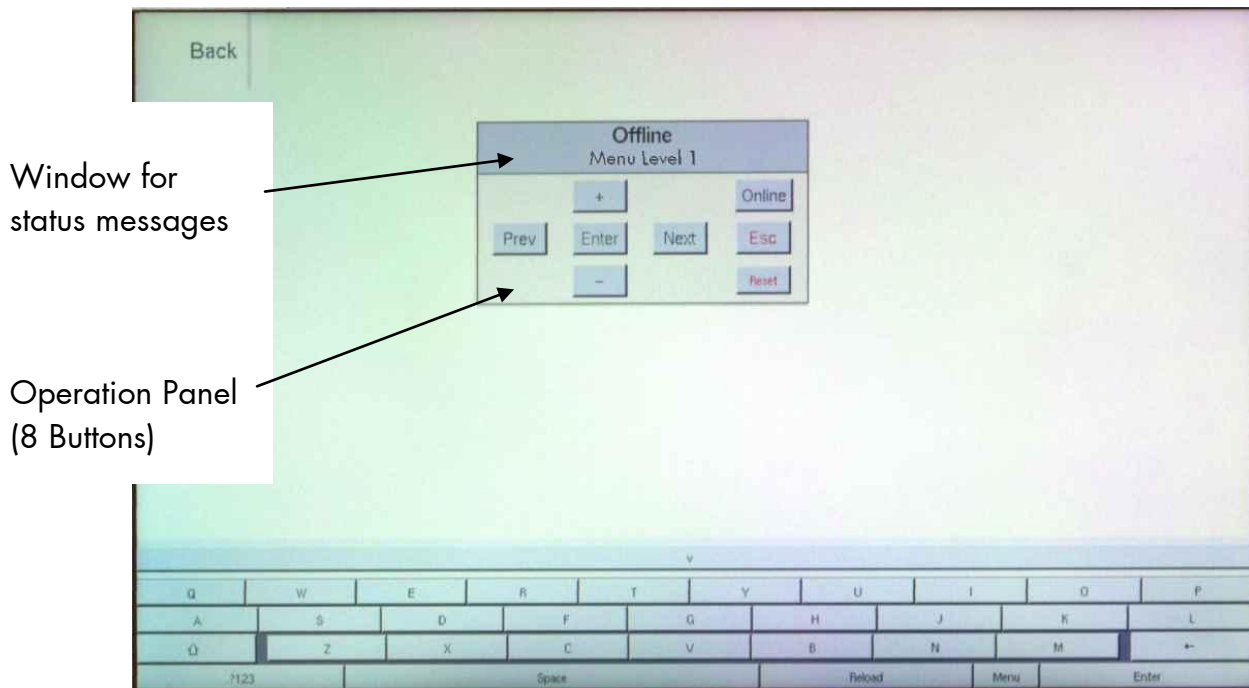 Back
Window for
status messages
Offline
Menu Level 1
+ Online
Prev Enter Next Esc
- Reset
Operation Panel
(8 Buttons)
v
Q W E R T Y U I O P
A S D F G H J K L
⇧ Z X C V B N M ←
?123 Space Reload Menu Enter